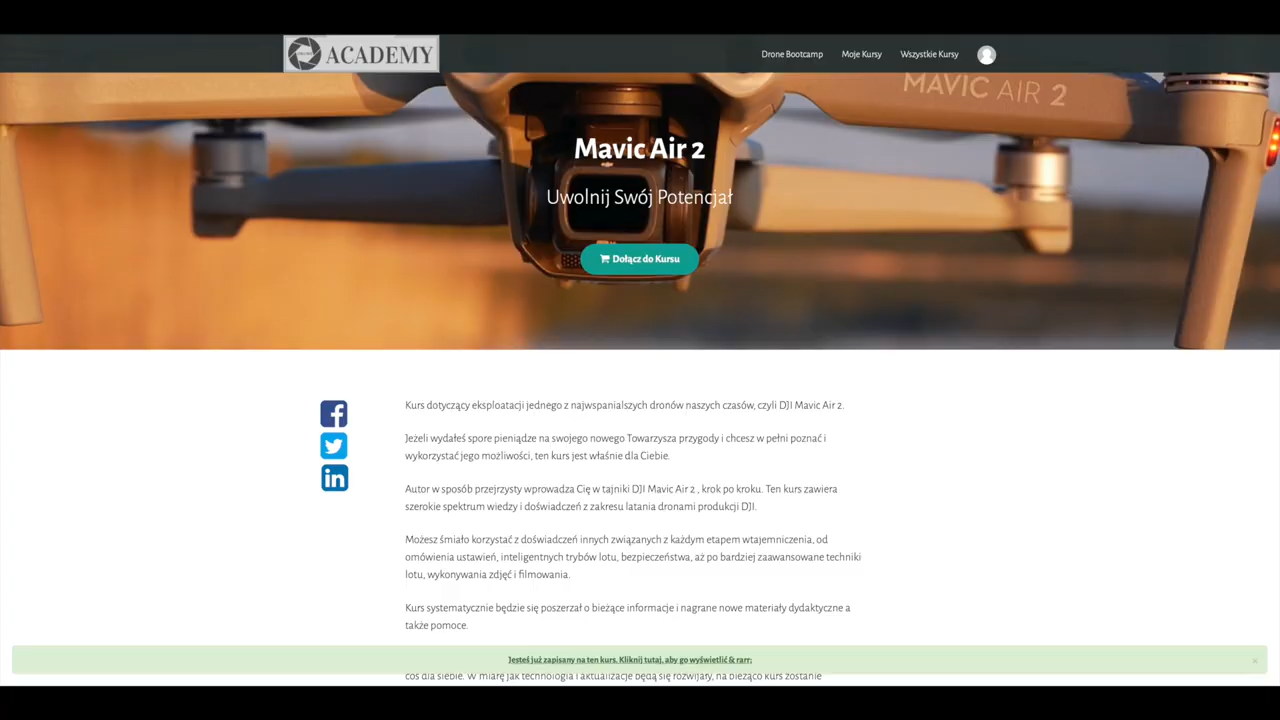 ACADEMY
Drone Bootcamp
Moje Kursy
Wszystkie Kursy
MAVIC AIR 2
Mavic Air 2
Uwolnij Swój Potencjał
Dołącz do Kursu
Kurs dotyczący eksploatacji jednego z najwspanialszych dronów naszych czasów, czyli DJI Mavic Air 2.
Jeżeli wydałeś spore pieniądze na swojego nowego Towarzysza przygody i chcesz w pełni poznać i
wykorzystać jego możliwości, ten kurs jest właśnie dla Ciebie.
Autor w sposób przejrzysty wprowadza Cię w tajniki DJI Mavic Air 2 , krok po kroku. Ten kurs zawiera
szerokie spektrum wiedzy i doświadczeń z zakresu latania dronami produkcji DJI.
Możesz śmiało korzystać z doświadczeń innych związanych z każdym etapem wtajemniczenia, od
omówienia ustawień, inteligentnych trybów lotu, bezpieczeństwa, aż po bardziej zaawansowane techniki
lotu, wykonywania zdjęć i filmowania.
Kurs systematycznie będzie się poszerzał o bieżące informacje i nagrane nowe materiały dydaktyczne a
także pomoce.
Jesteś już zapisany na ten kurs. Kliknij tutaj, aby go wyświetlić & rarr;
×
coś dla siebie. W miarę jak technologia i aktualizacje będą się rozwijały, na bieżąco kurs zostanie